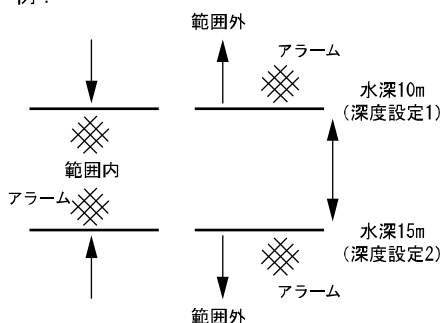 例：
範囲外
アラーム
水深10m
(深度設定1)
範囲内
アラーム
水深15m
(深度設定2)
アラーム
範囲外